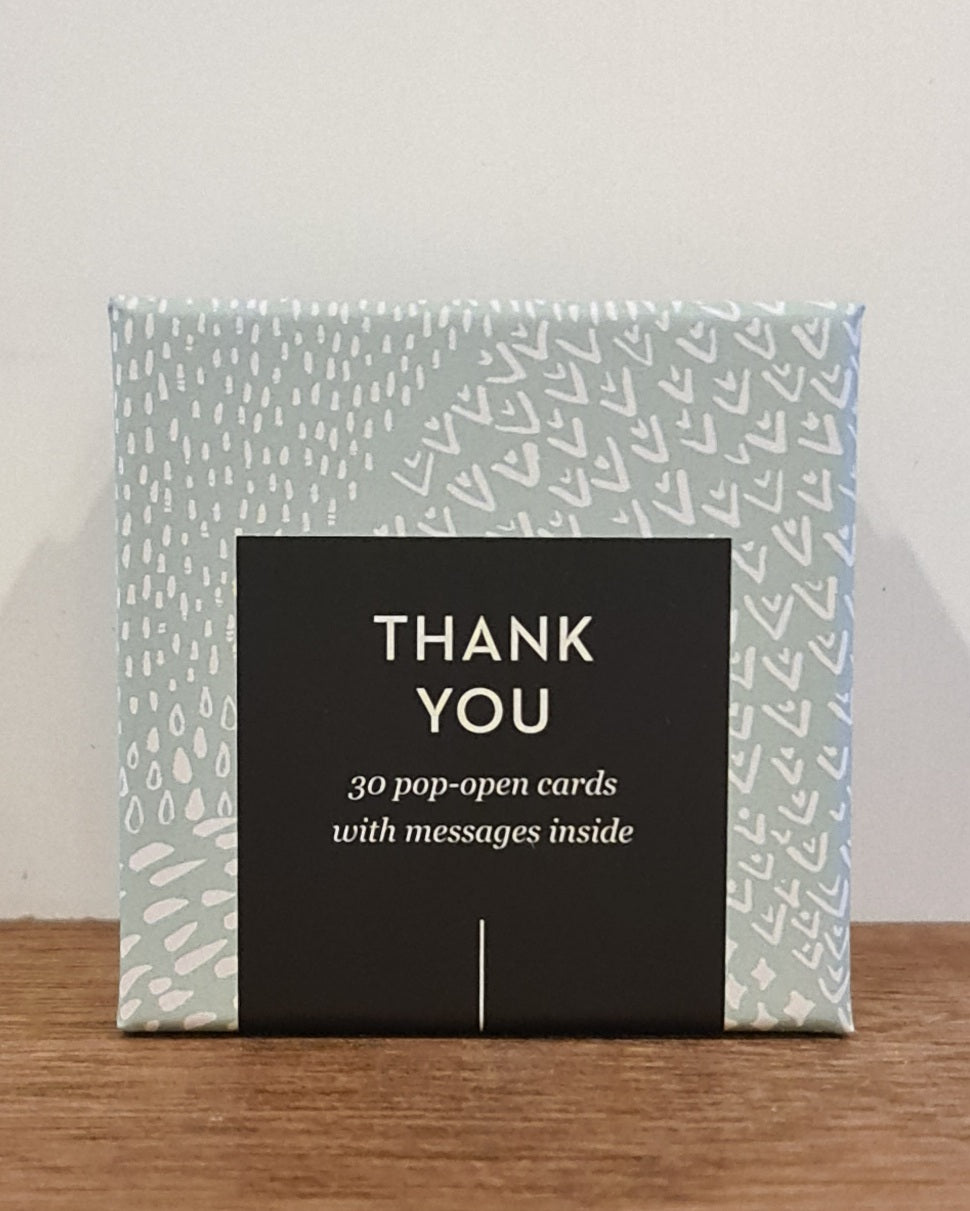 THANK
YOU
30 pop-open cards
with messages inside